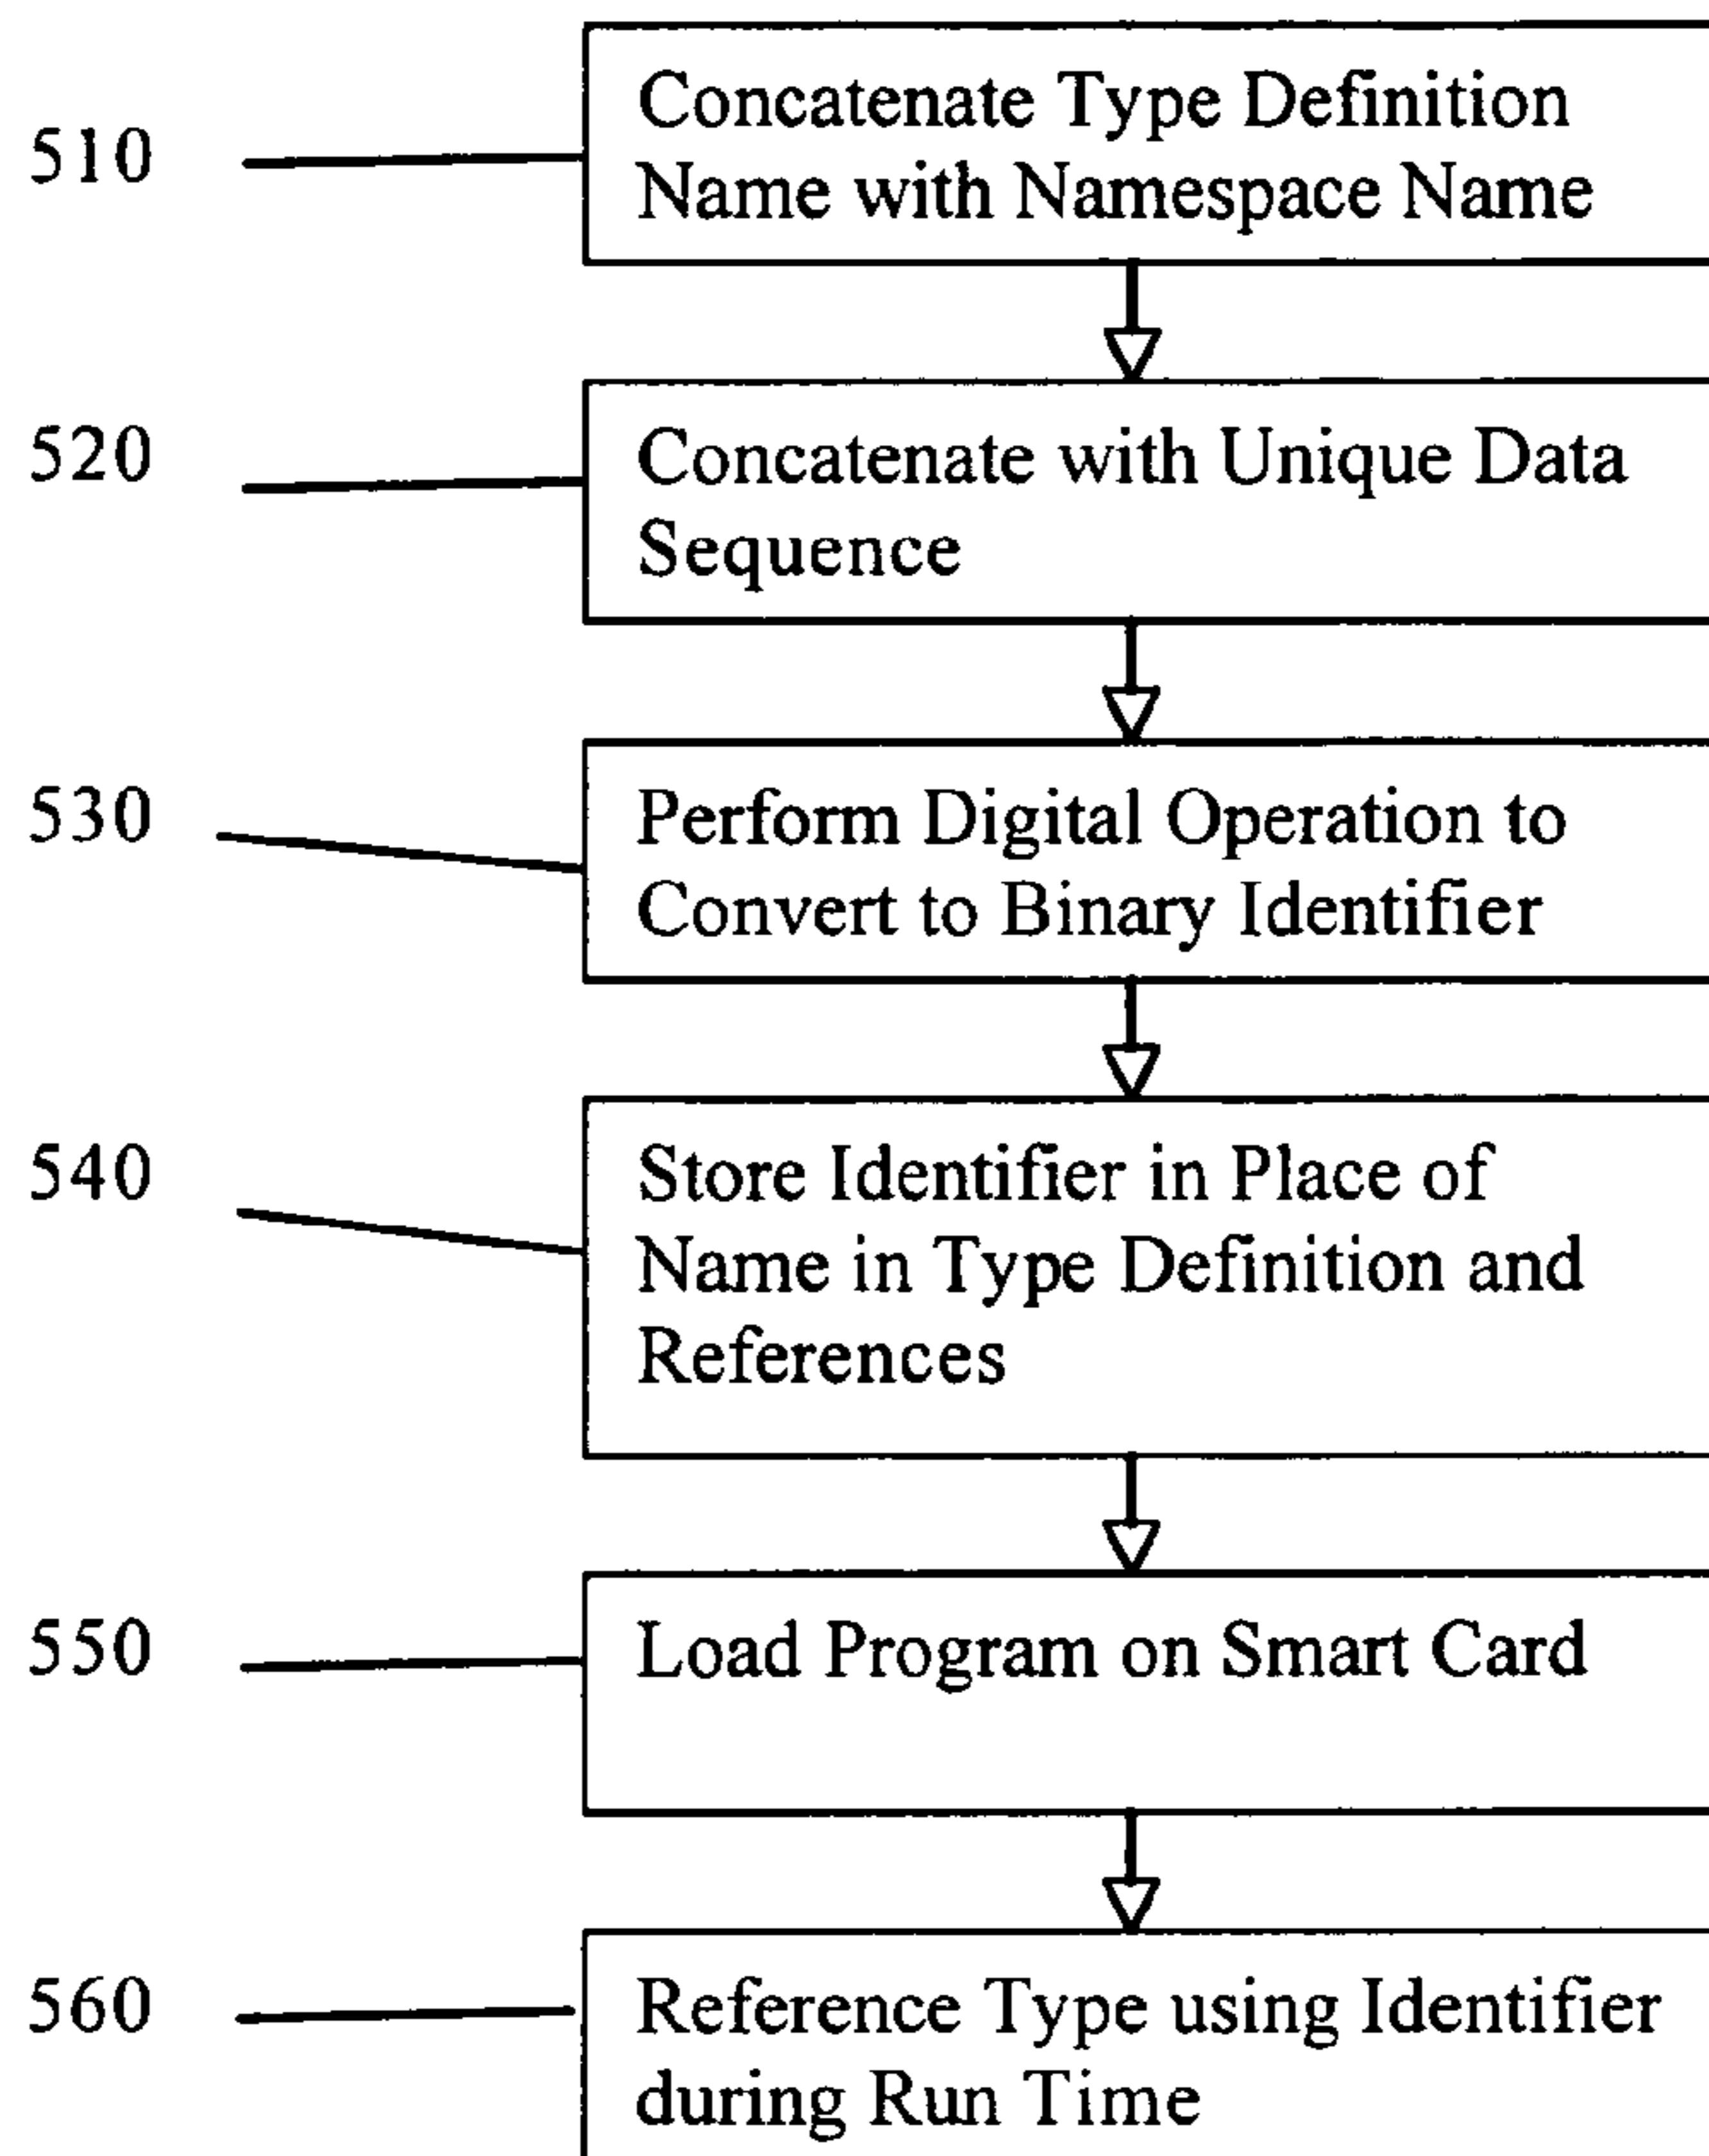 510
Concatenate Type Definition
Name with Namespace Name
520
Concatenate with Unique Data
Sequence
530
Perform Digital Operation to
Convert to Binary Identifier
540
Store Identifier in Place of
Name in Type Definition and
References
550
Load Program on Smart Card
560
Reference Type using Identifier
during Run Time